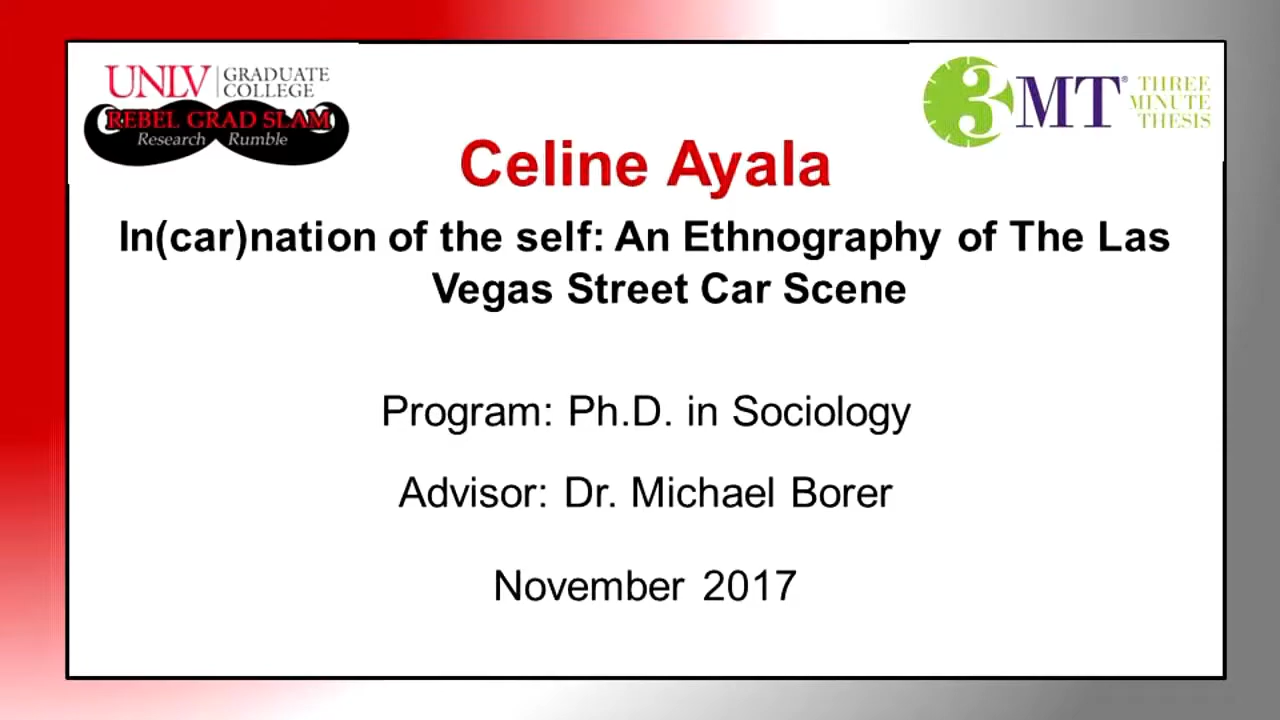 UNLV GRADUATE COLLEGE
REBEL GRAD SLAM
Research Rumble
3MT® THREE MINUTE THESIS
Celine Ayala
In(car)nation of the self: An Ethnography of The Las
Vegas Street Car Scene
Program: Ph.D. in Sociology
Advisor: Dr. Michael Borer
November 2017